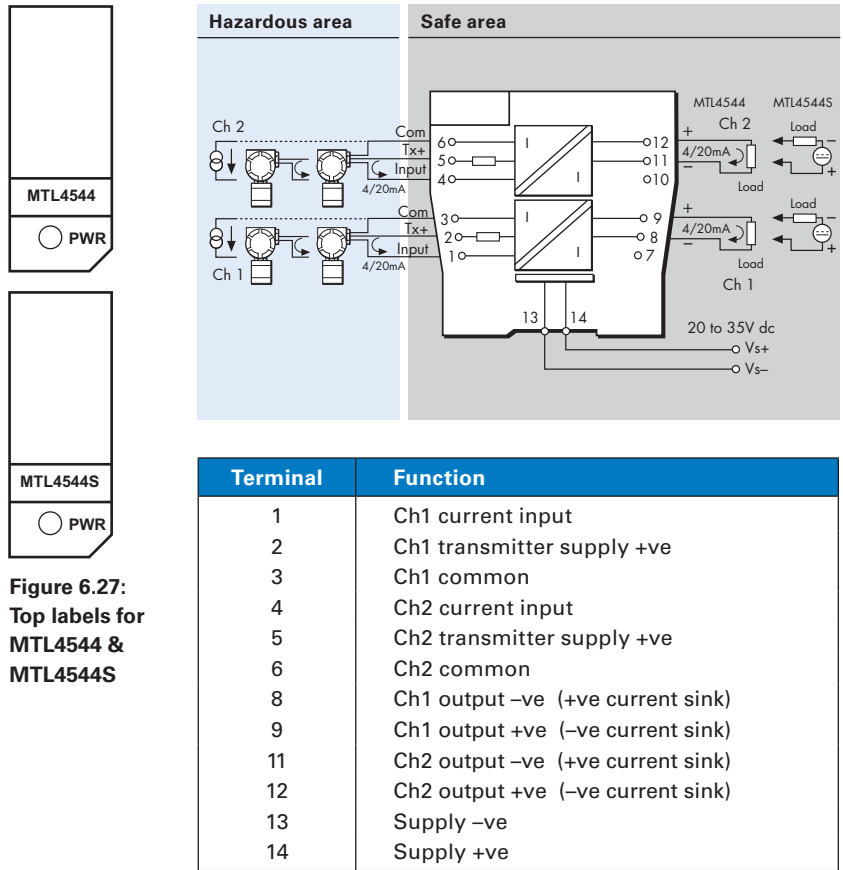 MTL4544
PWR
MTL4544S
PWR
Figure 6.27:
Top labels for
MTL4544 &
MTL4544S
Hazardous area
Safe area
Ch 2
Com
Tx+
Input
4/20mA
Com
Tx+
Input
4/20mA
Ch 1
6
5
4
3
2
1
I
I
I
I
12
11
10
9
8
7
13
14
MTL4544
MTL4544S
Ch 2
+
4/20mA
–
Load
Load
–
+
+
4/20mA
–
Load
Ch 1
Load
–
+
20 to 35V dc
Vs+
Vs–
Terminal Function
1 Ch1 current input
2 Ch1 transmitter supply +ve
3 Ch1 common
4 Ch2 current input
5 Ch2 transmitter supply +ve
6 Ch2 common
8 Ch1 output –ve (+ve current sink)
9 Ch1 output +ve (–ve current sink)
11 Ch2 output –ve (+ve current sink)
12 Ch2 output +ve (–ve current sink)
13 Supply –ve
14 Supply +ve